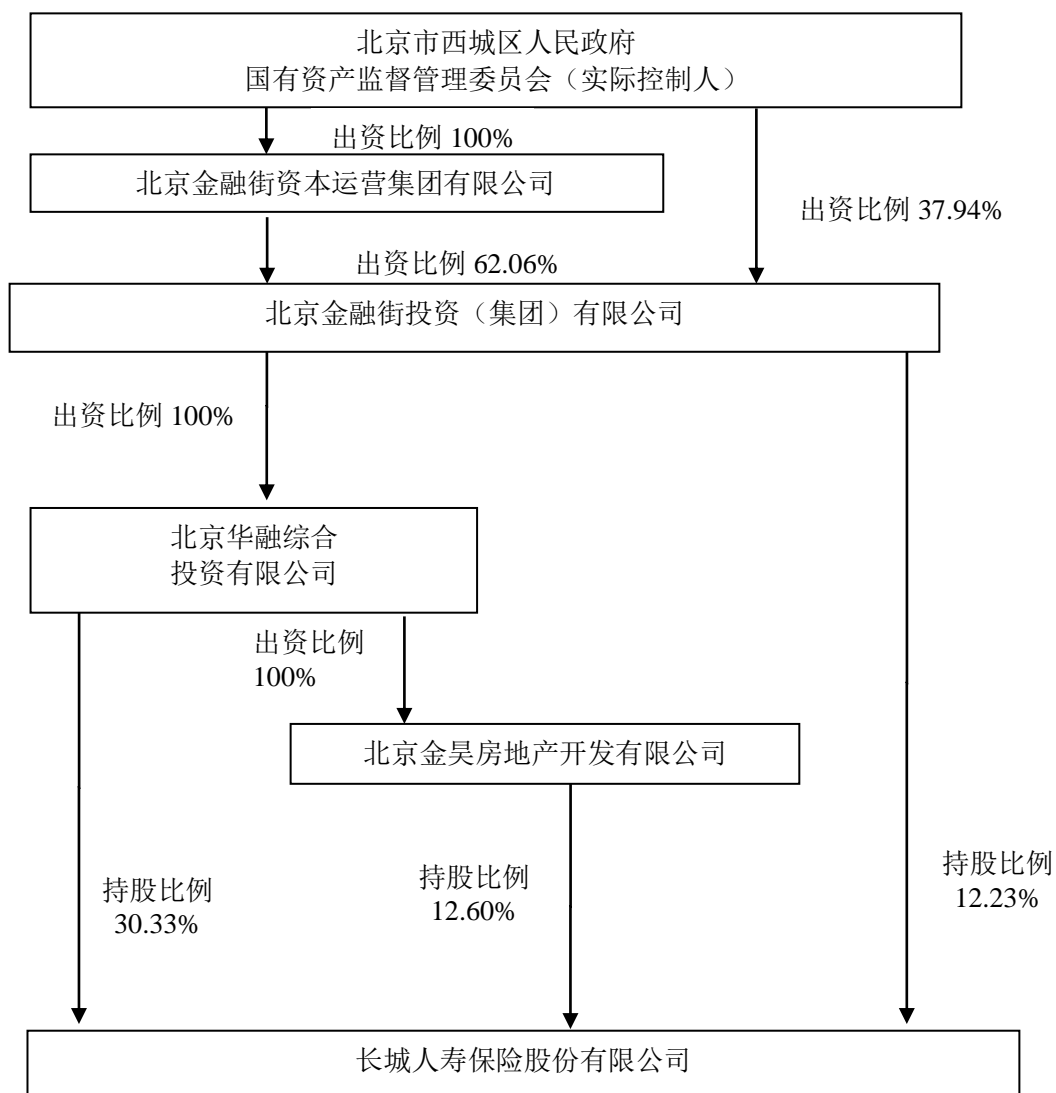 北京市西城区人民政府
国有资产监督管理委员会（实际控制人）
出资比例 100%
北京金融街资本运营集团有限公司
出资比例 37.94%
出资比例 62.06%
北京金融街投资（集团）有限公司
出资比例 100%
北京华融综合
投资有限公司
出资比例
100%
北京金昊房地产开发有限公司
持股比例
30.33%
持股比例
12.60%
持股比例
12.23%
长城人寿保险股份有限公司